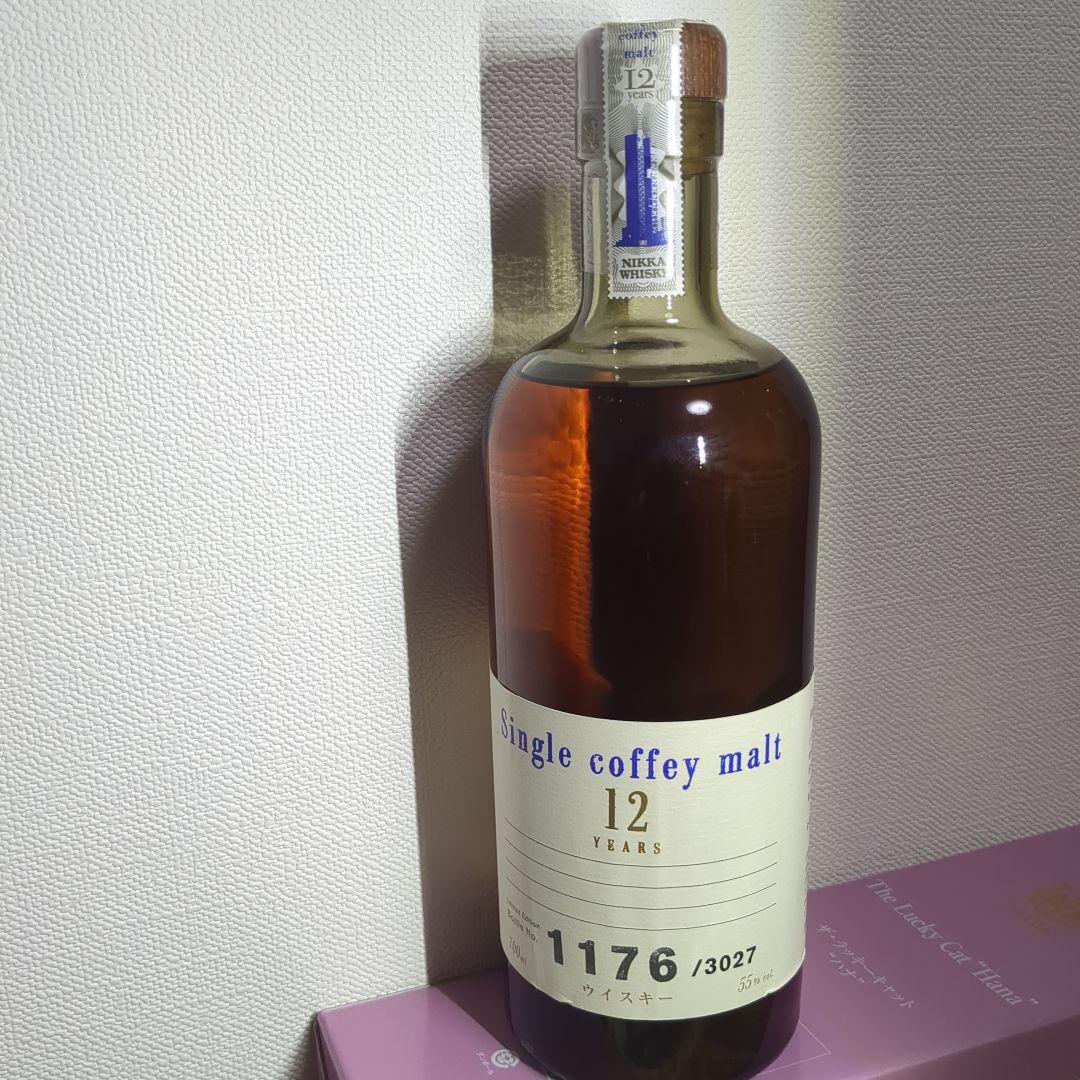 coffey
malt
12
years
NIKKA
WHISKY
Single coffey malt
12
YEARS
Limited Edition
Bottle No.
1176 /3027
700ml
ウイスキー
55% vol.
The Lucky Cat "Hana"
ザ・ラッキーキャット
"ハナ"